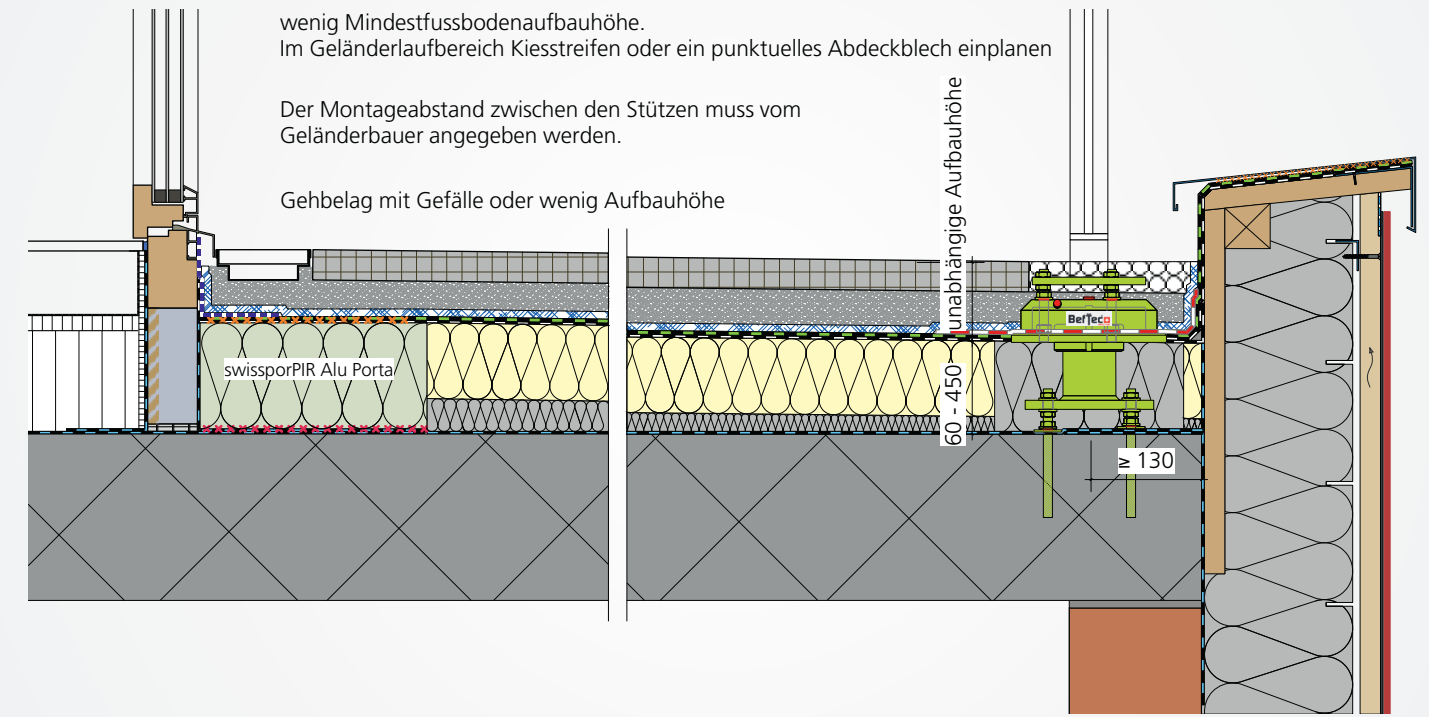 wenig Mindestfussbodenaufbauhöhe.
Im Geländerlaufbereich Kiesstreifen oder ein punktuelles Abdeckblech einplanen
Der Montageabstand zwischen den Stützen muss vom
Geländerbauer angegeben werden.
Gehbelag mit Gefälle oder wenig Aufbauhöhe
swissporPIR Alu Porta
60 - 450
unabhängige Aufbauhöhe
BefTeco
≥ 130